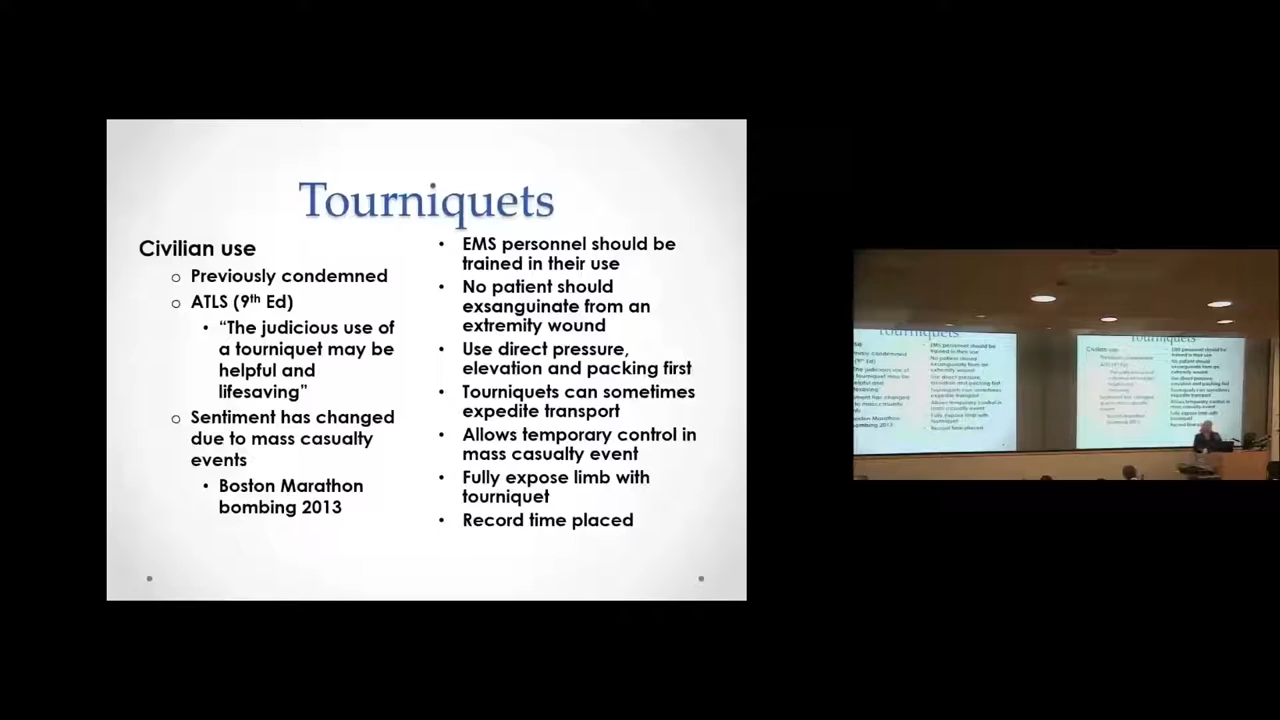 Tourniquets
Civilian use
o Previously condemned
o ATLS (9th Ed)
• “The judicious use of
a tourniquet may be
helpful and
lifesaving”
o Sentiment has changed
due to mass casualty
events
• Boston Marathon
bombing 2013
• EMS personnel should be
trained in their use
• No patient should
exsanguinate from an
extremity wound
• Use direct pressure,
elevation and packing first
• Tourniquets can sometimes
expedite transport
• Allows temporary control in
mass casualty event
• Fully expose limb with
tourniquet
• Record time placed